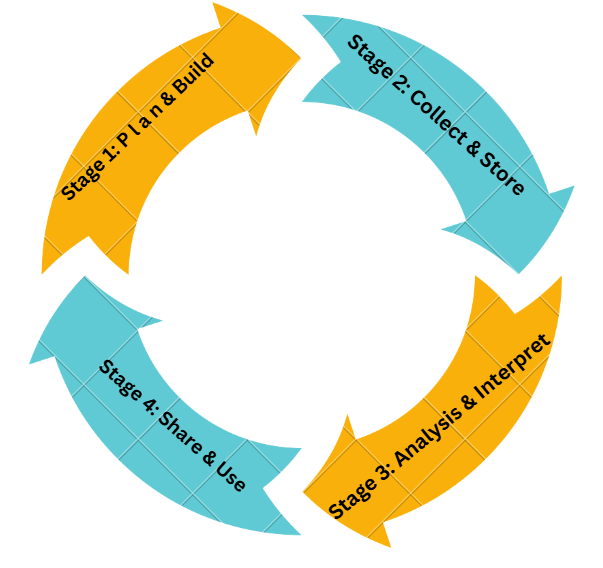 Stage 1: P l a n & Build
Stage 2: Collect & Store
Stage 3: Analysis & Interpret
Stage 4: Share & Use